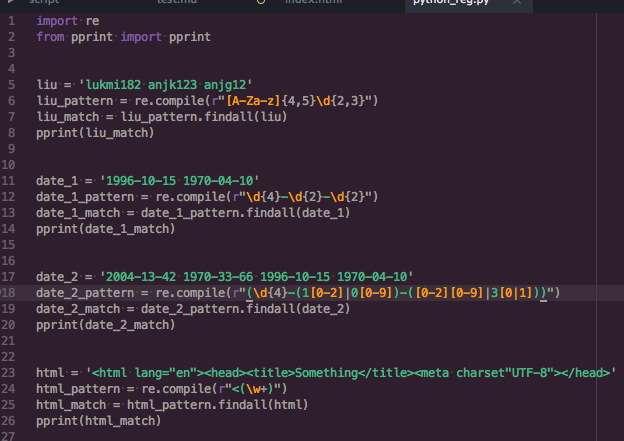 script test.md index.html python_reg.py
1 import re
2 from pprint import pprint
3
4
5 liu = 'lukmi182 anjk123 anjg12'
6 liu_pattern = re.compile(r"[A-Za-z]{4,5}\d{2,3}")
7 liu_match = liu_pattern.findall(liu)
8 pprint(liu_match)
9
10
11 date_1 = '1996-10-15 1970-04-10'
12 date_1_pattern = re.compile(r"\d{4}-\d{2}-\d{2}")
13 date_1_match = date_1_pattern.findall(date_1)
14 pprint(date_1_match)
15
16
17 date_2 = '2004-13-42 1970-33-66 1996-10-15 1970-04-10'
18 date_2_pattern = re.compile(r"(\d{4}-(1[0-2]|0[0-9])-([0-2][0-9]|3[0|1]))")
19 date_2_match = date_2_pattern.findall(date_2)
20 pprint(date_2_match)
21
22
23 html = '<html lang="en"><head><title>Something</title><meta charset"UTF-8"></head>'
24 html_pattern = re.compile(r"<(\w+)")
25 html_match = html_pattern.findall(html)
26 pprint(html_match)
27